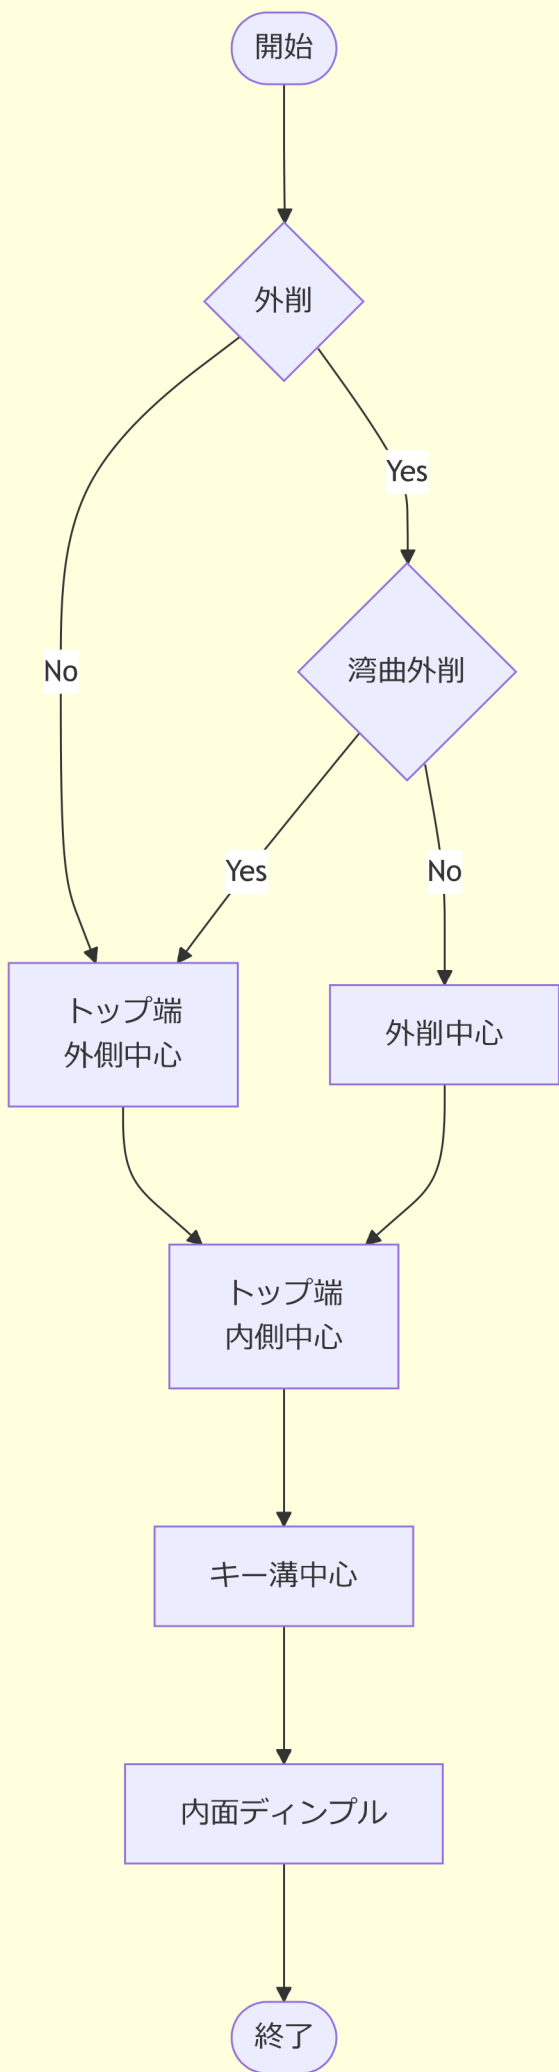 開始
外削
Yes
No
湾曲外削
Yes
No
トップ端
外側中心
外削中心
トップ端
内側中心
キー溝中心
内面ディンプル
終了